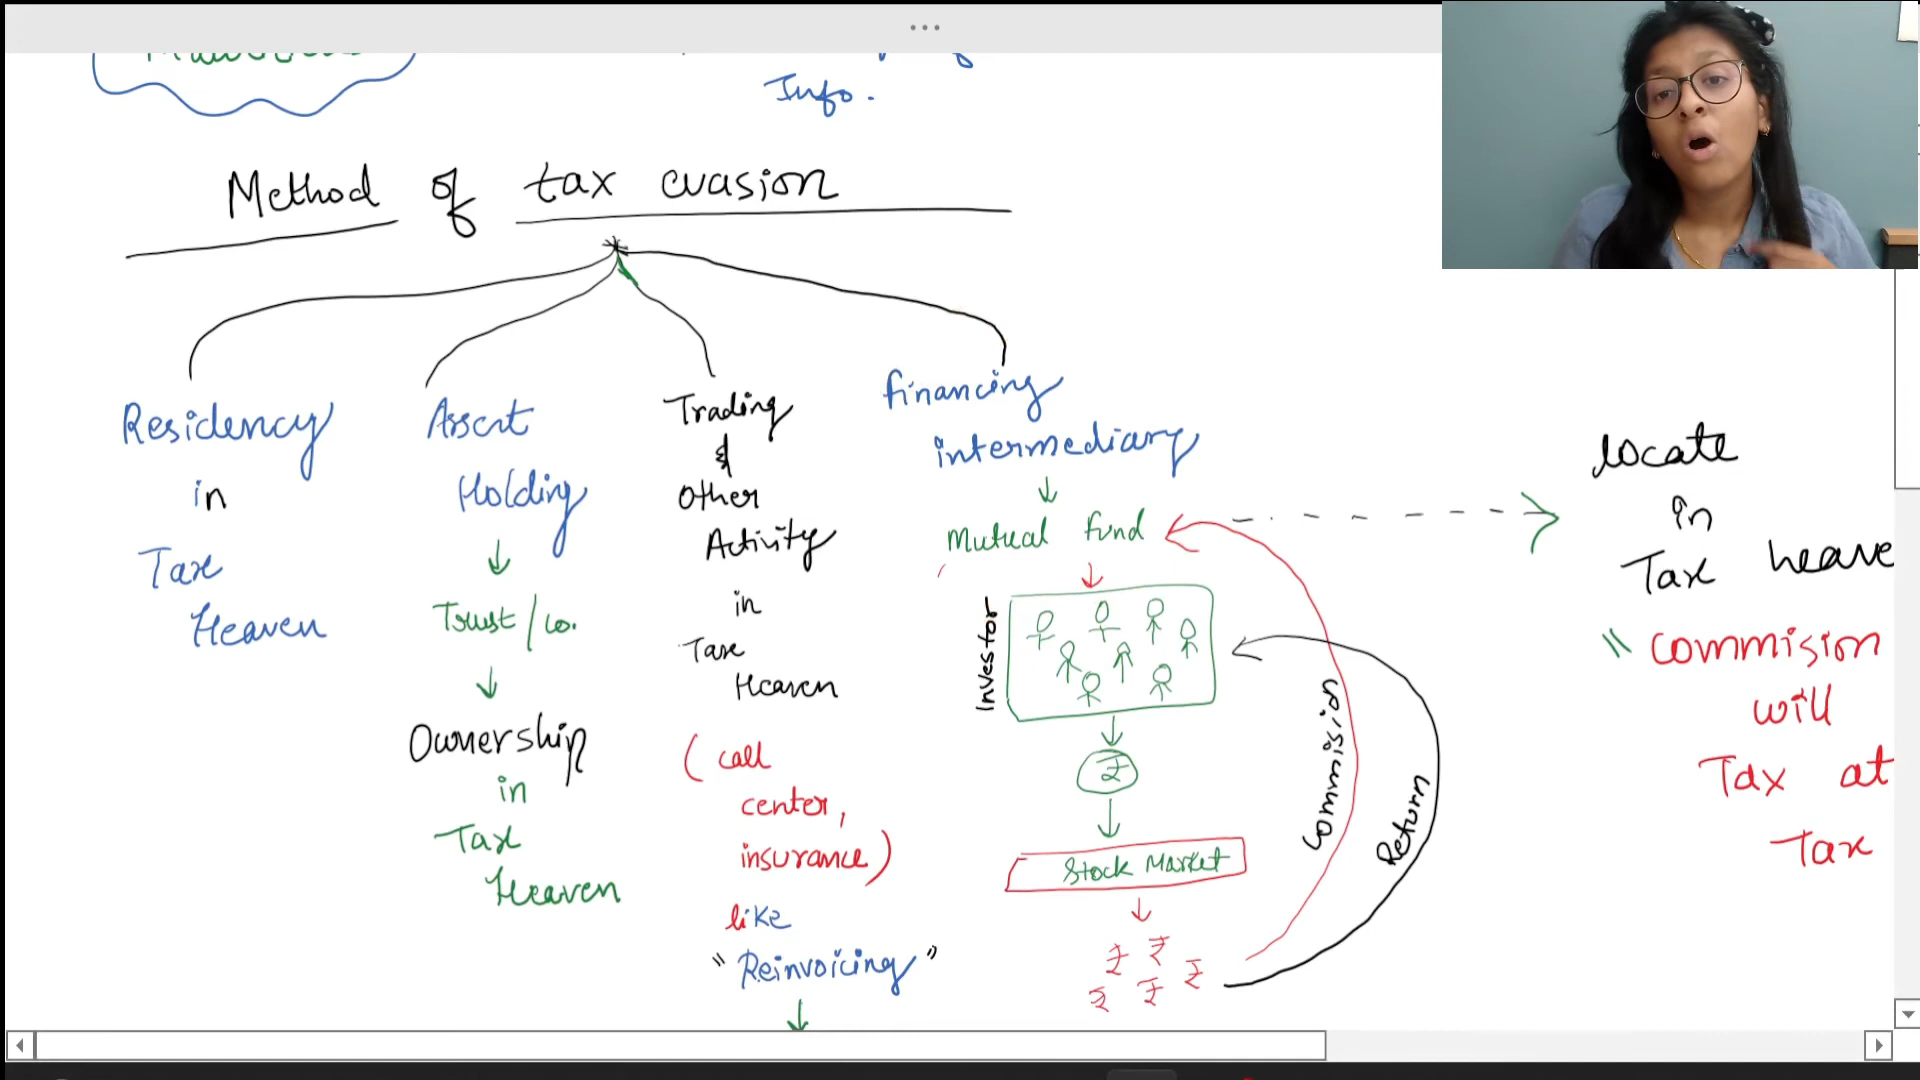 Info.
Method of tax evasion
Residency
in
Tax
Heaven
Assert
Holding
Trust/co.
Ownership
in
Tax
Heaven
Trading
&
Other
Activity
in
Tax
Heaven
(call
center,
insurance)
like
"Reinvoicing"
financing
intermediary
Mutual fund
Investor
₹
Stock Market
₹ ₹
₹ ₹ ₹
Commision
Return
locate
in
Tax heave
" commision
will
Tax at
Tax